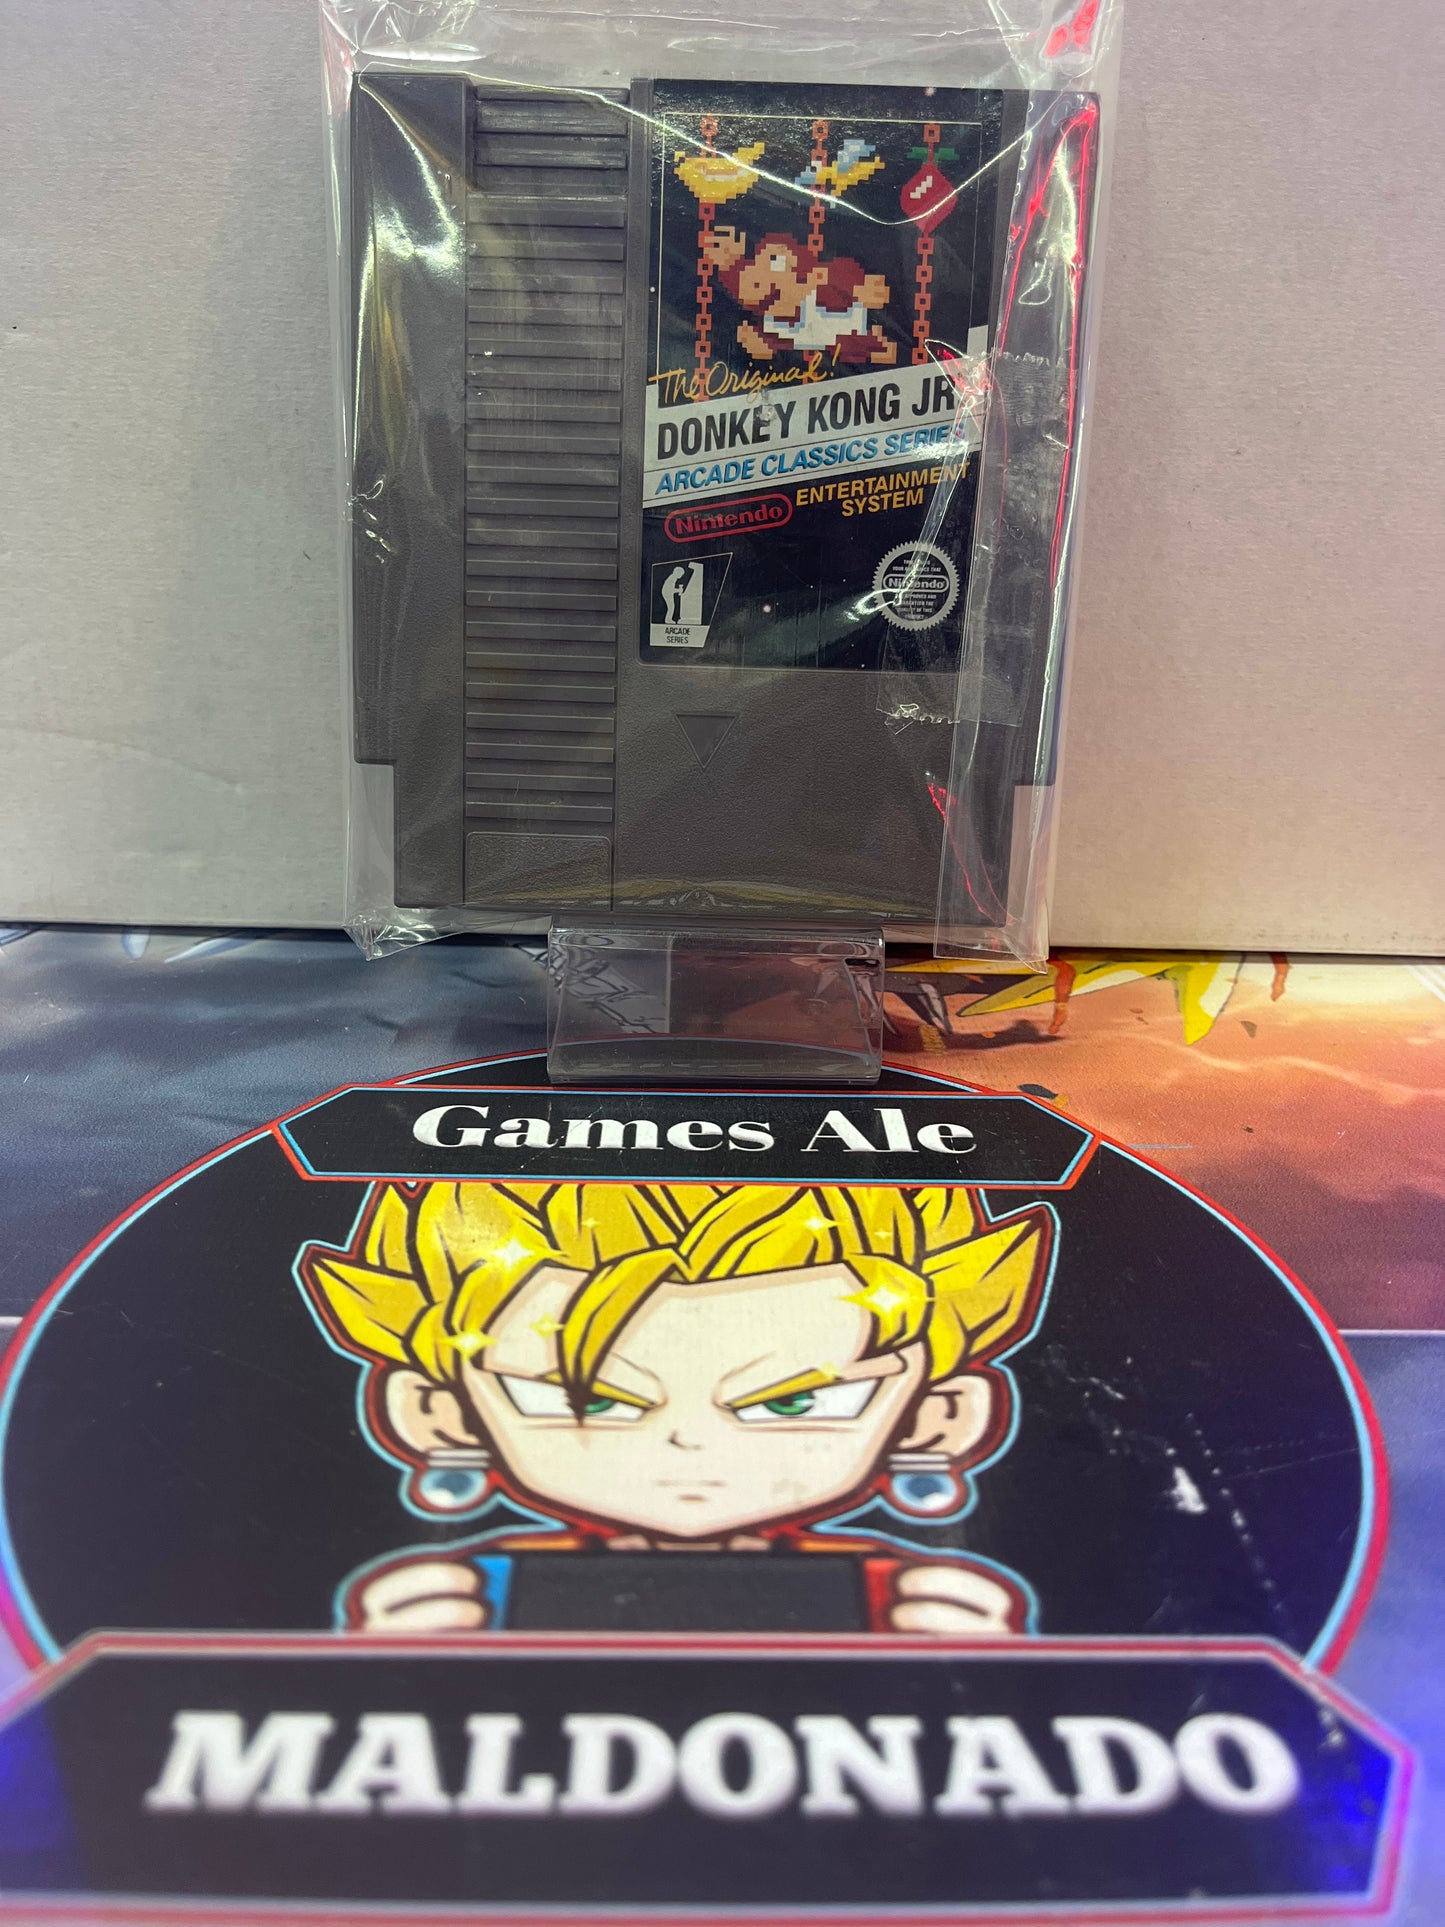 The Original!
DONKEY KONG JR
ARCADE CLASSICS SERIES
Nintendo
ENTERTAINMENT
SYSTEM
ARCADE
SERIES
Nintendo
Games Ale
MALDONADO